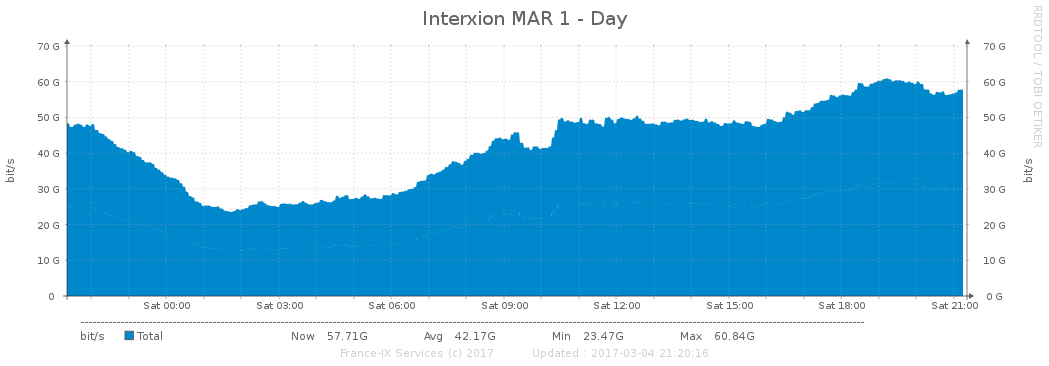 Interxion MAR 1 - Day
RRDTOOL / TOBI OETIKER
bit/s
70 G 70 G
60 G 60 G
50 G 50 G
40 G 40 G
30 G 30 G
20 G 20 G
10 G 10 G
0 0 G
bit/s
Sat 00:00 Sat 03:00 Sat 06:00 Sat 09:00 Sat 12:00 Sat 15:00 Sat 18:00 Sat 21:00
bit/s Total Now 57.71G Avg 42.17G Min 23.47G Max 60.84G
France-IX Services (c) 2017 Updated : 2017-03-04 21:20:16